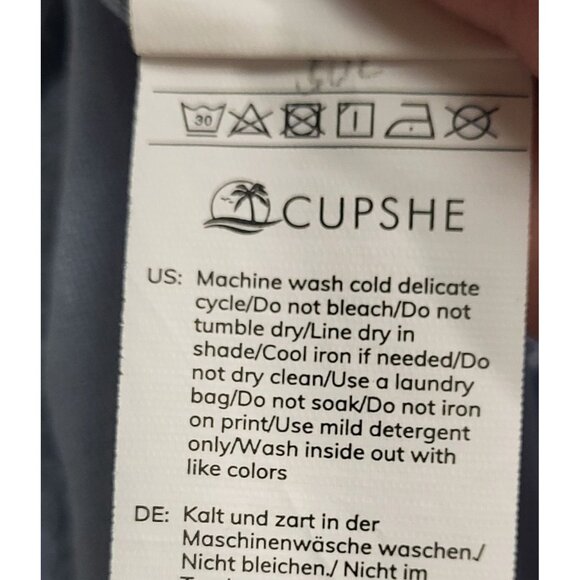 30
CUPSHE
US: Machine wash cold delicate
cycle/Do not bleach/Do not
tumble dry/Line dry in
shade/Cool iron if needed/Do
not dry clean/Use a laundry
bag/Do not soak/Do not iron
on print/Use mild detergent
only/Wash inside out with
like colors
DE: Kalt und zart in der
Maschinenwäsche waschen./
Nicht bleichen./ Nicht im